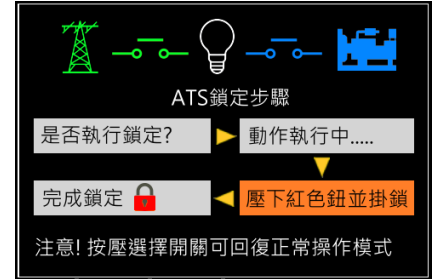 ATS鎖定步驟
是否執行鎖定?
動作執行中.....
壓下紅色鈕並掛鎖
完成鎖定
注意! 按壓選擇開關可回復正常操作模式